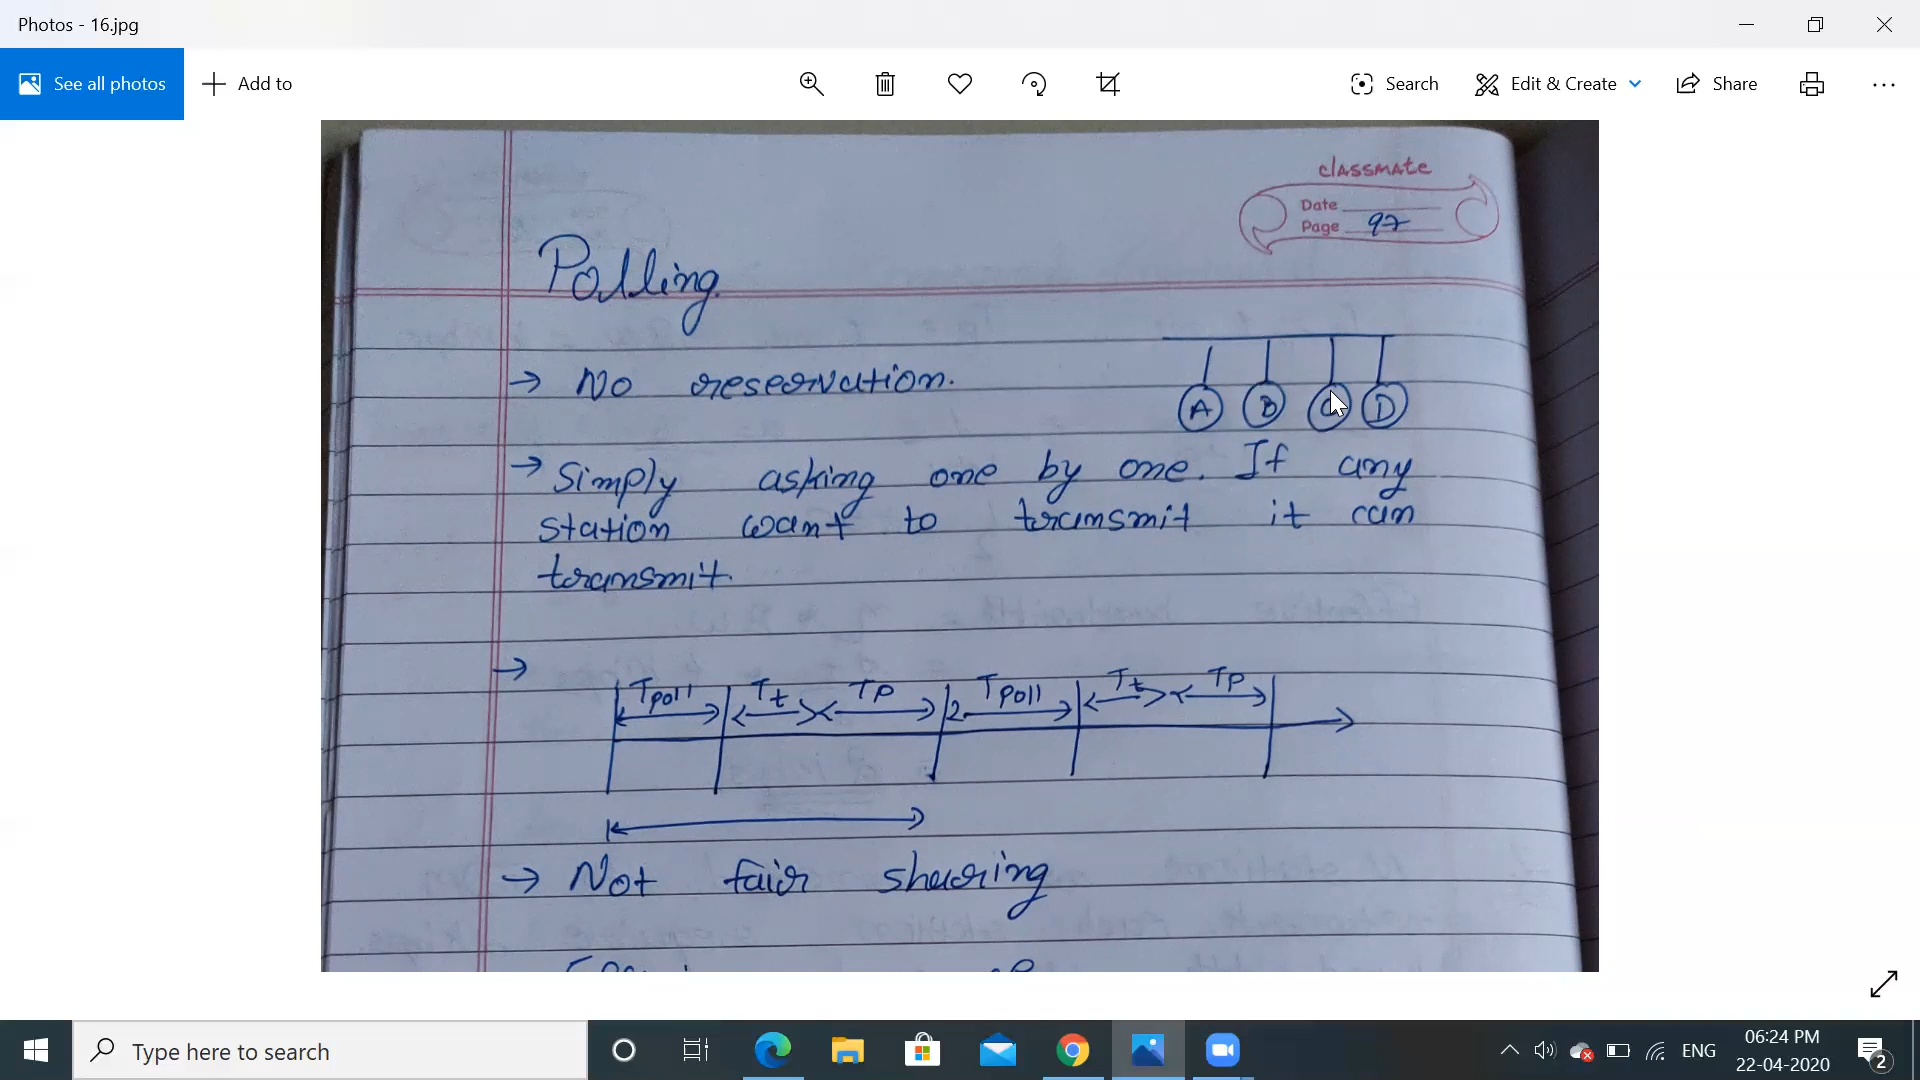 Photos - 16.jpg
See all photos
Add to
Search
Edit & Create
Share
classmate
Date
Page 97
Polling
→ No reservation.
A B C D
→ Simply asking one by one. If any
station want to transmit it can
transmit.
→
Tpoll Tt Tp Tpoll Tt Tp
→ Not fair sharing
Type here to search
ENG
06:24 PM
22-04-2020
2